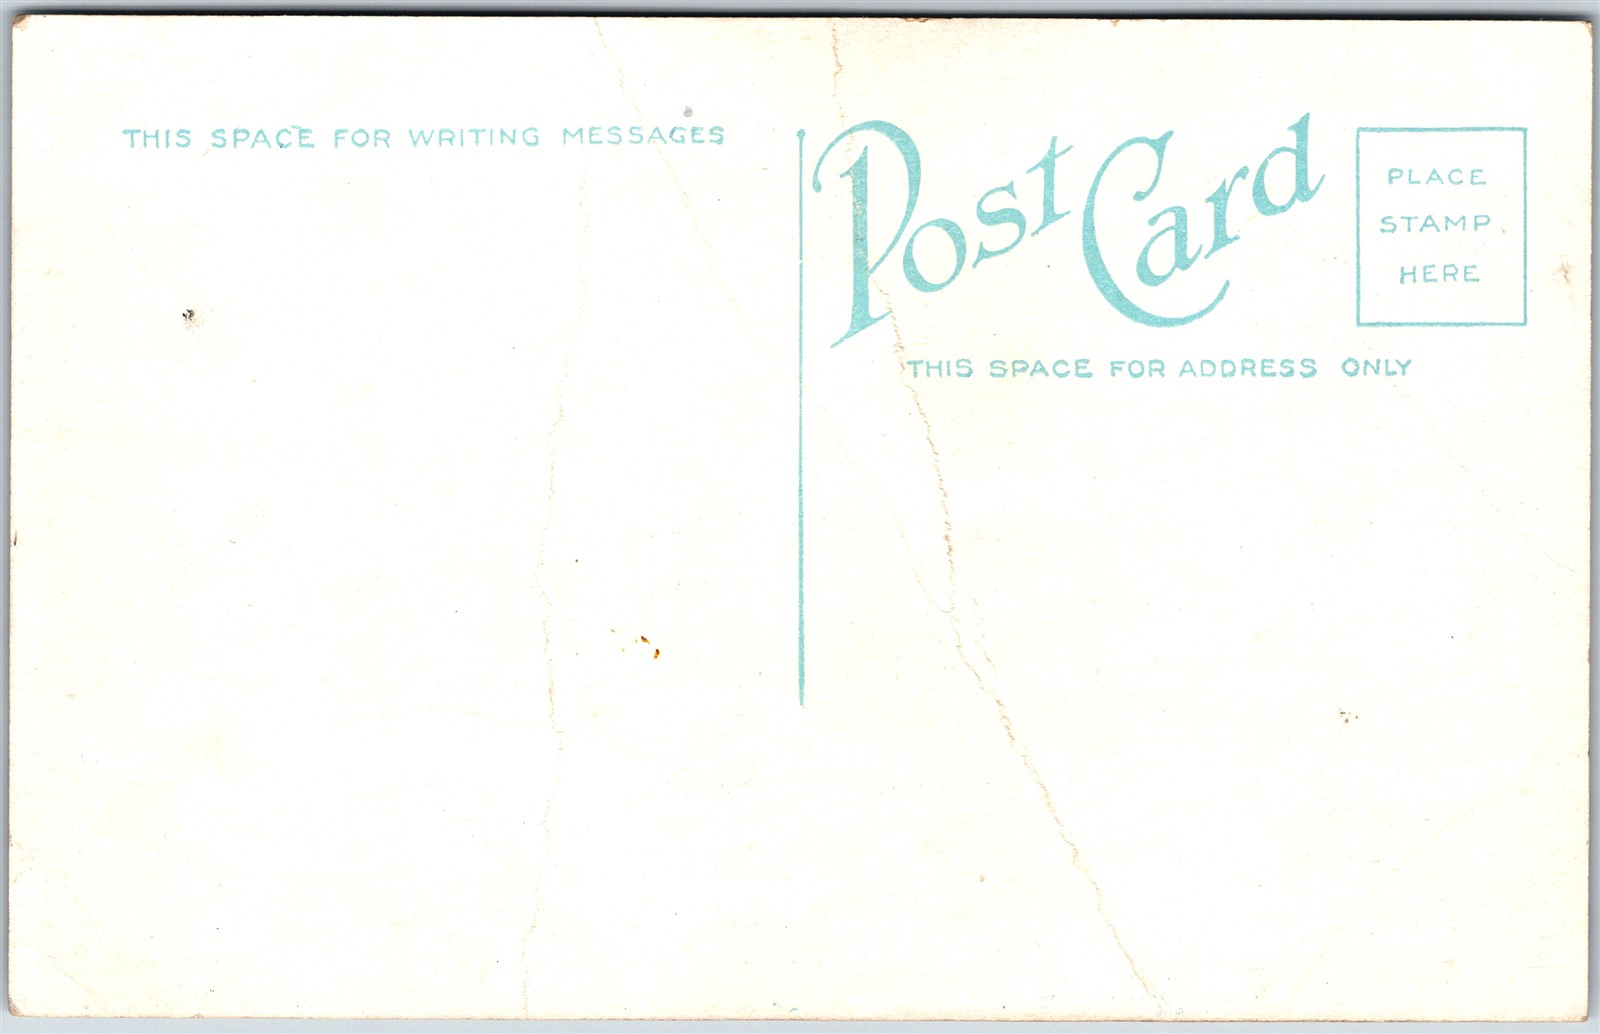 THIS SPACE FOR WRITING MESSAGES
Post Card
PLACE
STAMP
HERE
THIS SPACE FOR ADDRESS ONLY